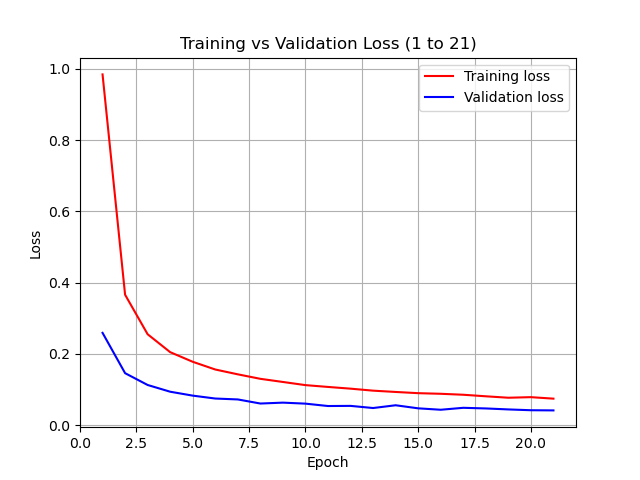 Training vs Validation Loss (1 to 21)
Training loss
Validation loss
Loss
1.0
0.8
0.6
0.4
0.2
0.0
0.0 2.5 5.0 7.5 10.0 12.5 15.0 17.5 20.0
Epoch